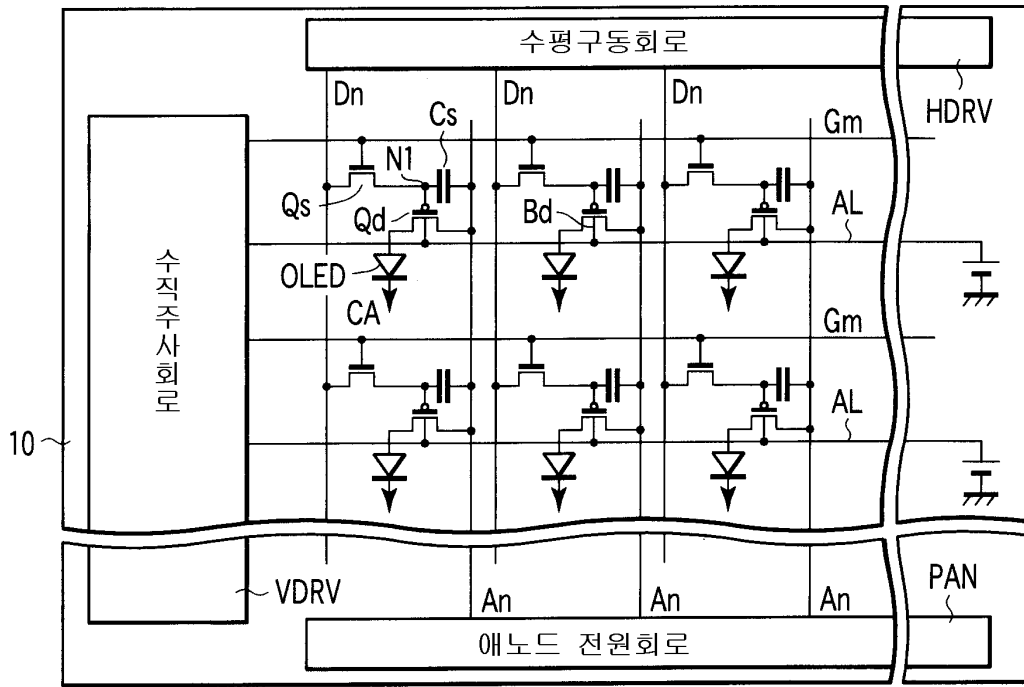 수평구동회로
HDRV
Dn
Dn
Dn
Cs
Gm
N1
Qs
Qd
Bd
AL
OLED
수직주사회로
CA
Gm
AL
10
VDRV
PAN
An
An
An
애노드 전원회로